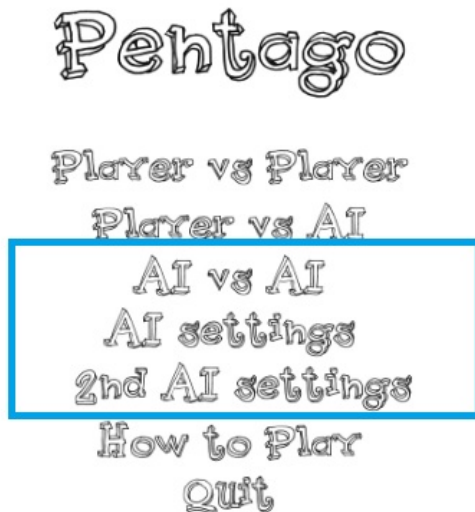 Pentago
Player vs Player
Player vs AI
AI vs AI
AI settings
2nd AI settings
How to Play
Quit